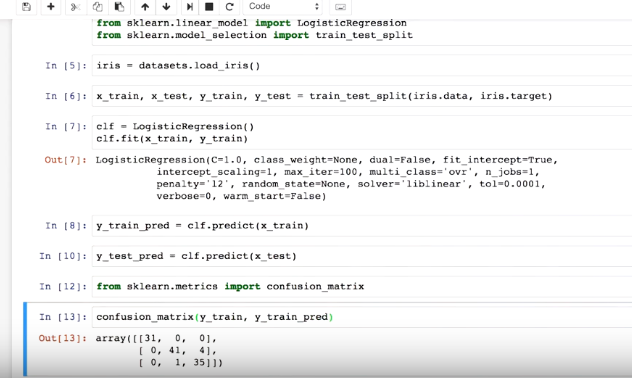 Code
from sklearn.linear_model import LogisticRegression
from sklearn.model_selection import train_test_split
In [5]: iris = datasets.load_iris()
In [6]: x_train, x_test, y_train, y_test = train_test_split(iris.data, iris.target)
In [7]: clf = LogisticRegression()
clf.fit(x_train, y_train)
Out[7]: LogisticRegression(C=1.0, class_weight=None, dual=False, fit_intercept=True,
intercept_scaling=1, max_iter=100, multi_class='ovr', n_jobs=1,
penalty='l2', random_state=None, solver='liblinear', tol=0.0001,
verbose=0, warm_start=False)
In [8]: y_train_pred = clf.predict(x_train)
In [10]: y_test_pred = clf.predict(x_test)
In [12]: from sklearn.metrics import confusion_matrix
In [13]: confusion_matrix(y_train, y_train_pred)
Out[13]: array([[31, 0, 0],
[ 0, 41, 4],
[ 0, 1, 35]])